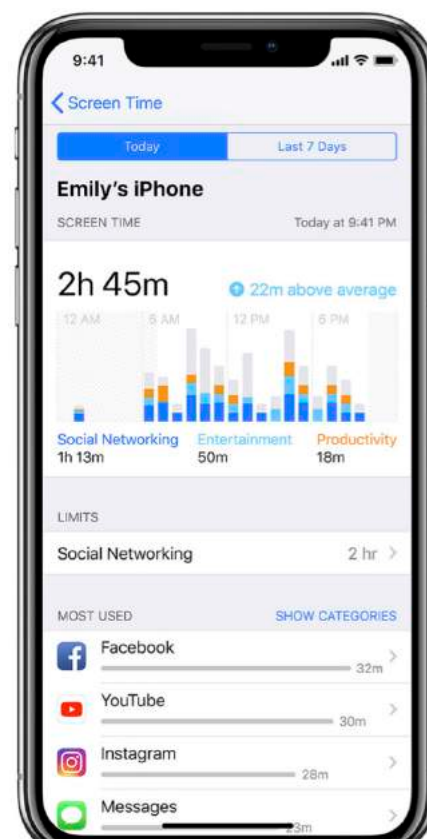 9:41
Screen Time
Today Last 7 Days
Emily's iPhone
SCREEN TIME Today at 9:41 PM
2h 45m 22m above average
12 AM 6 AM 12 PM 6 PM
Social Networking Entertainment Productivity
1h 13m 50m 18m
LIMITS
Social Networking 2 hr
MOST USED SHOW CATEGORIES
Facebook
32m
YouTube
30m
Instagram
28m
Messages
23m